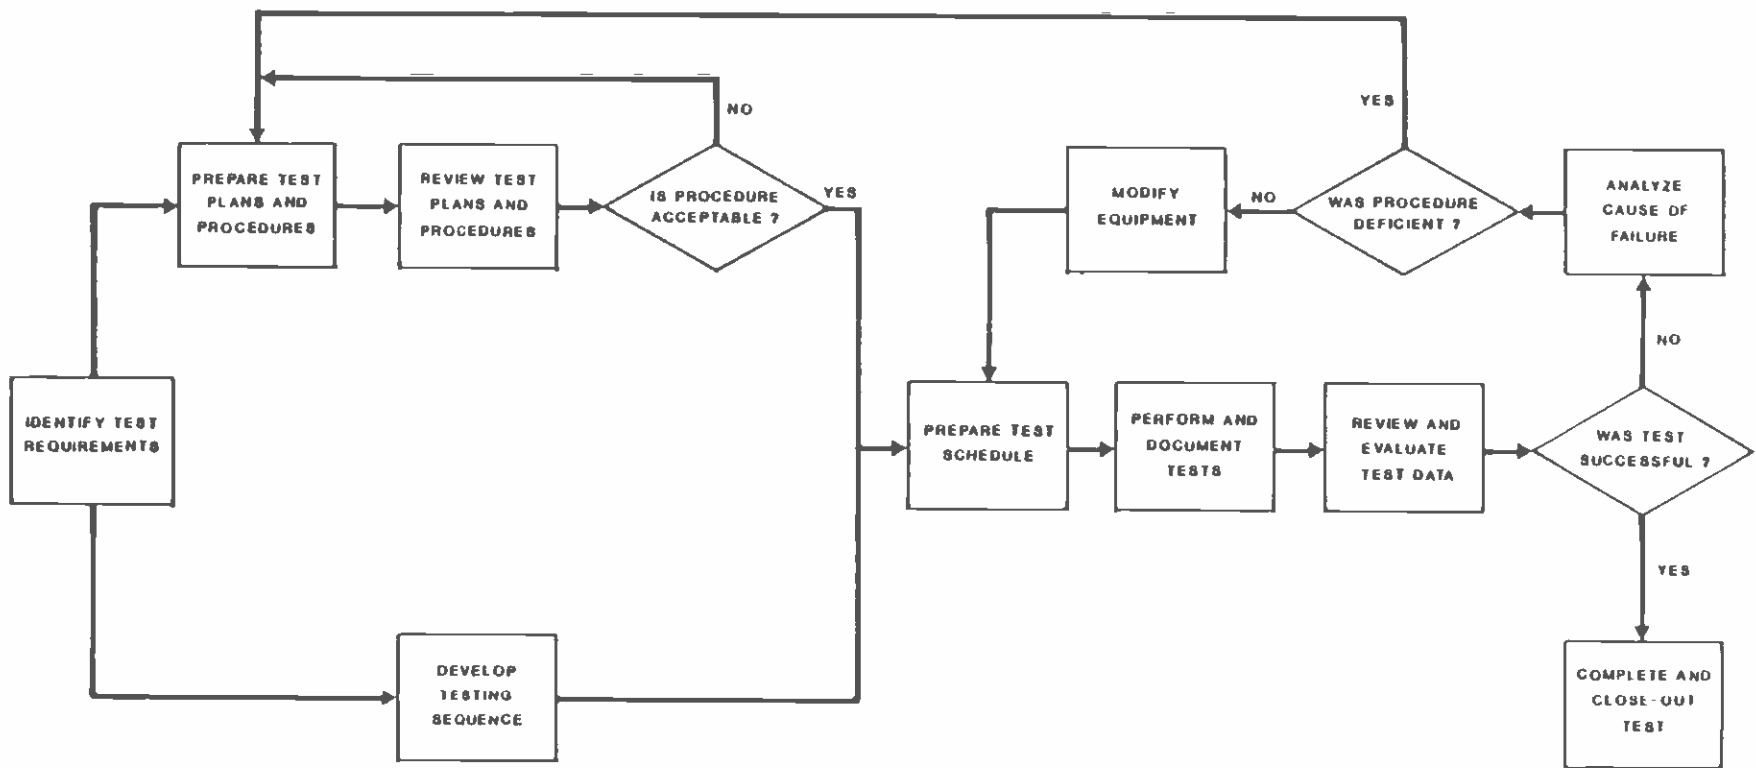 YES
NO
PREPARE TEST
PLANS AND
PROCEDURES
REVIEW TEST
PLANS AND
PROCEDURES
IS PROCEDURE
ACCEPTABLE ?
YES
MODIFY
EQUIPMENT
NO
WAS PROCEDURE
DEFICIENT ?
ANALYZE
CAUSE OF
FAILURE
NO
IDENTIFY TEST
REQUIREMENTS
PREPARE TEST
SCHEDULE
PERFORM AND
DOCUMENT
TESTS
REVIEW AND
EVALUATE
TEST DATA
WAS TEST
SUCCESSFUL ?
YES
DEVELOP
TESTING
SEQUENCE
COMPLETE AND
CLOSE-OUT
TEST